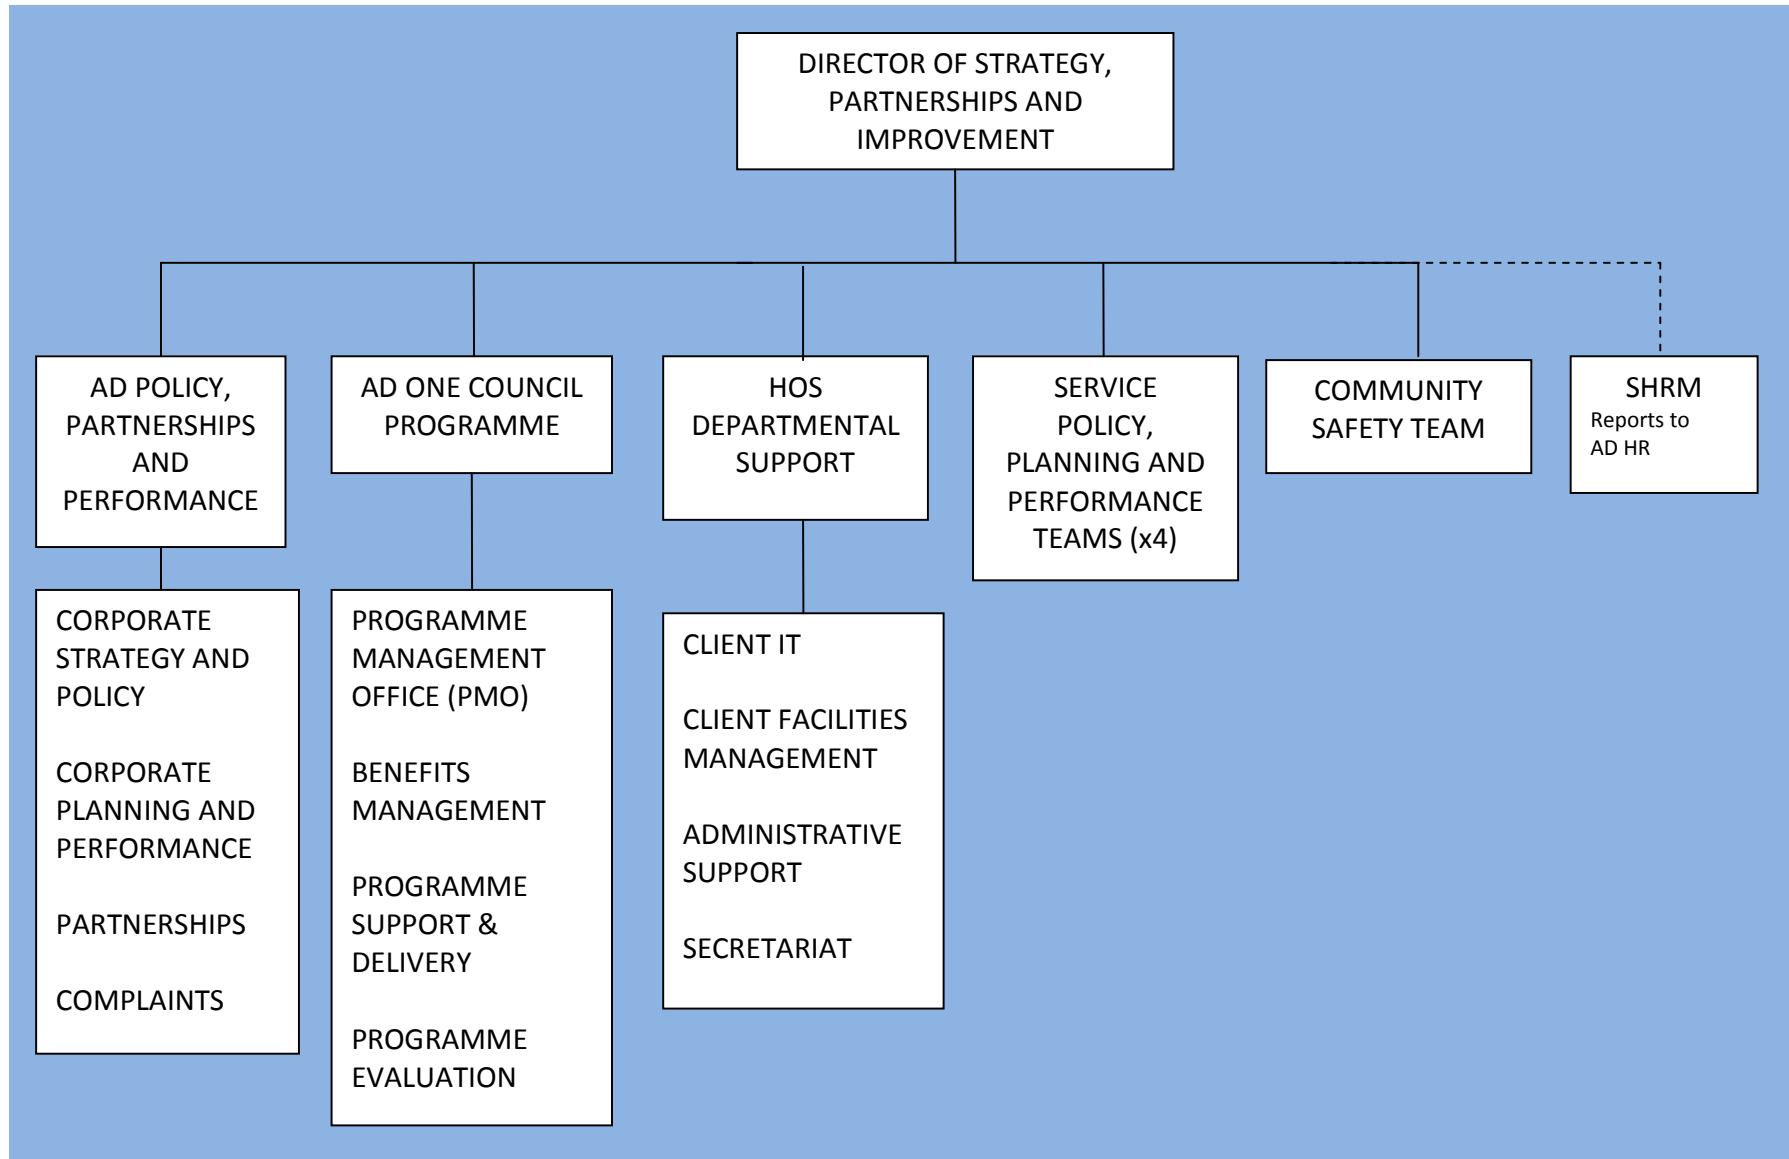 DIRECTOR OF STRATEGY,
PARTNERSHIPS AND
IMPROVEMENT
AD POLICY,
PARTNERSHIPS
AND
PERFORMANCE
AD ONE COUNCIL
PROGRAMME
HOS
DEPARTMENTAL
SUPPORT
SERVICE
POLICY,
PLANNING AND
PERFORMANCE
TEAMS (x4)
COMMUNITY
SAFETY TEAM
SHRM
Reports to
AD HR
CORPORATE
STRATEGY AND
POLICY
CORPORATE
PLANNING AND
PERFORMANCE
PARTNERSHIPS
COMPLAINTS
PROGRAMME
MANAGEMENT
OFFICE (PMO)
BENEFITS
MANAGEMENT
PROGRAMME
SUPPORT &
DELIVERY
PROGRAMME
EVALUATION
CLIENT IT
CLIENT FACILITIES
MANAGEMENT
ADMINISTRATIVE
SUPPORT
SECRETARIAT